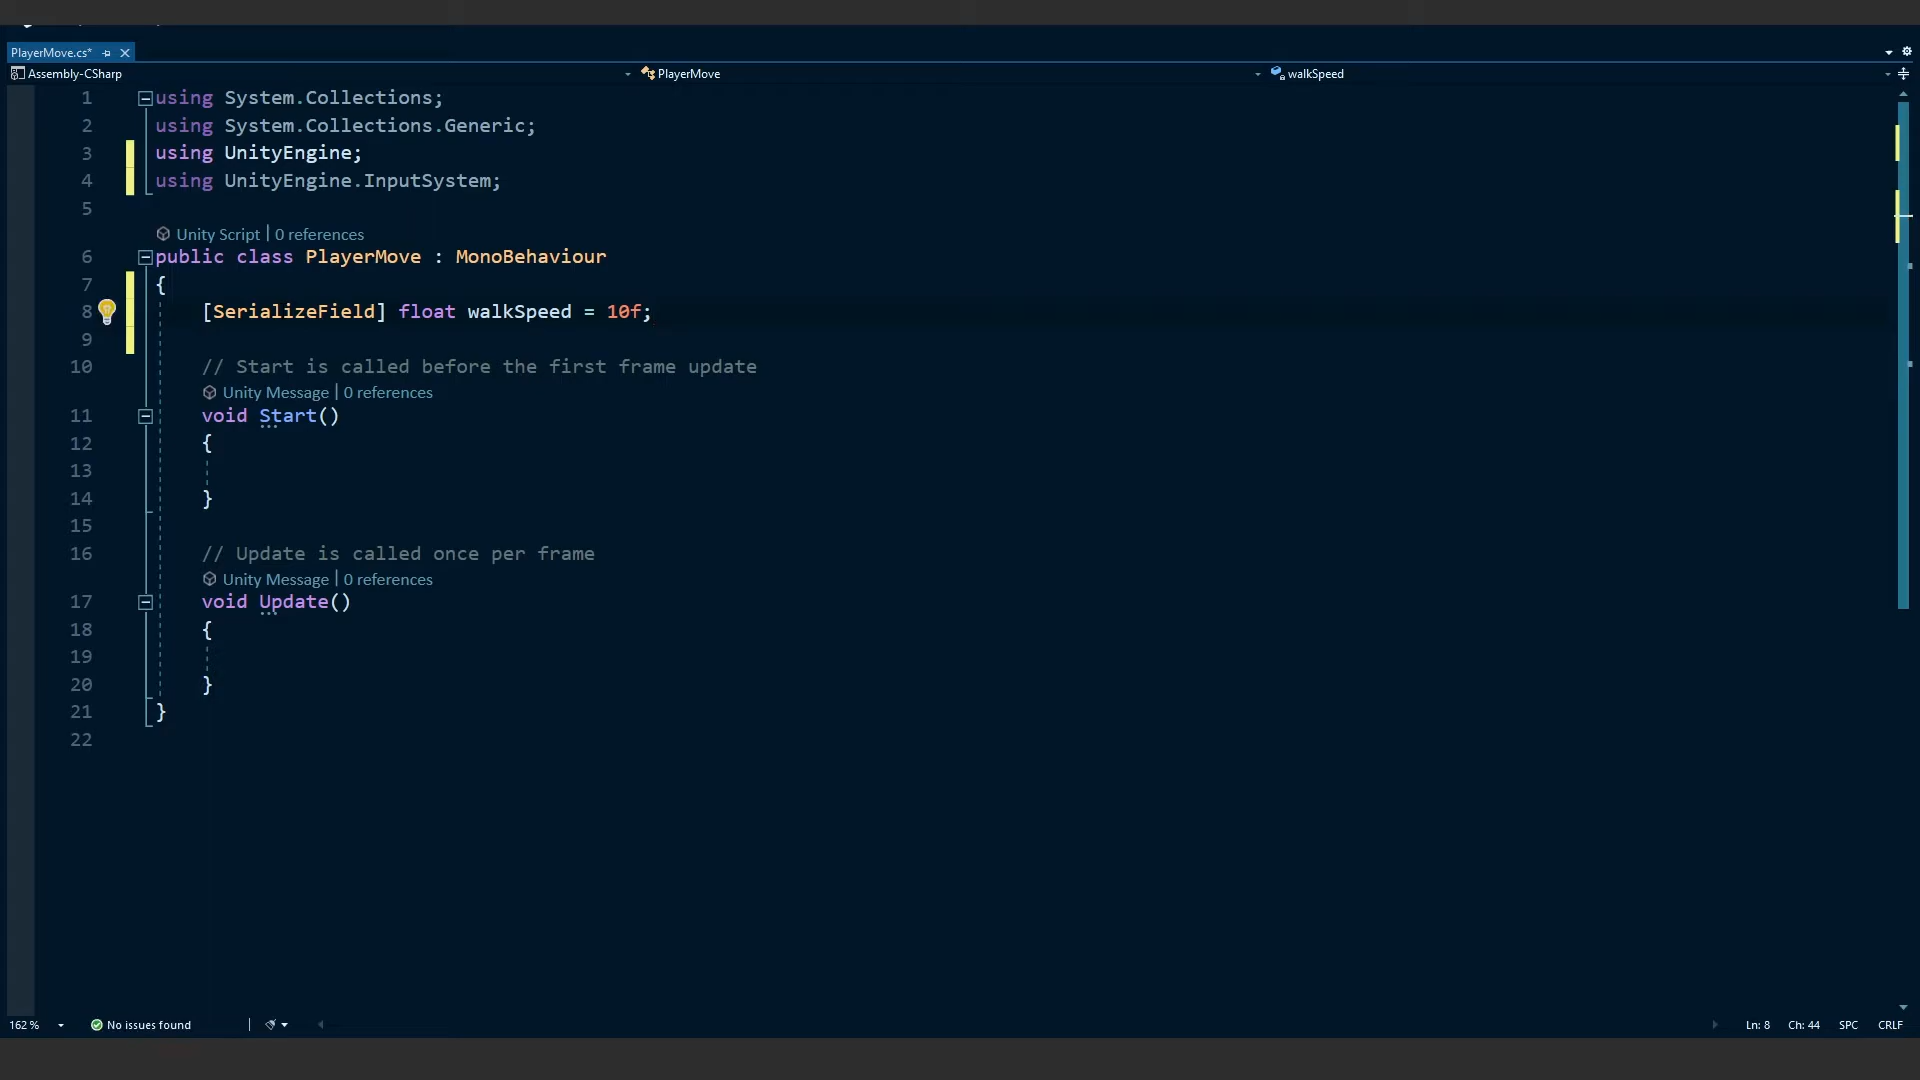 PlayerMove.cs*
Assembly-CSharp PlayerMove walkSpeed
1 using System.Collections;
2 using System.Collections.Generic;
3 using UnityEngine;
4 using UnityEngine.InputSystem;
5
Unity Script | 0 references
6 public class PlayerMove : MonoBehaviour
7 {
8 [SerializeField] float walkSpeed = 10f;
9
10 // Start is called before the first frame update
Unity Message | 0 references
11 void Start()
12 {
13
14 }
15
16 // Update is called once per frame
Unity Message | 0 references
17 void Update()
18 {
19
20 }
21 }
22
162 % No issues found Ln: 8 Ch: 44 SPC CRLF